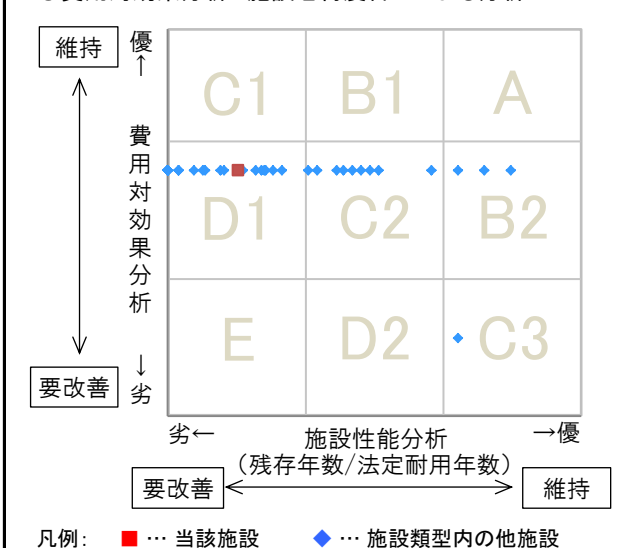 維持
優
↑
費用対効果分析
↓
劣
要改善
C1 B1 A
D1 C2 B2
E D2 C3
劣← →優
施設性能分析
（残存年数/法定耐用年数）
要改善 維持
凡例： ■ … 当該施設 ◆ … 施設類型内の他施設